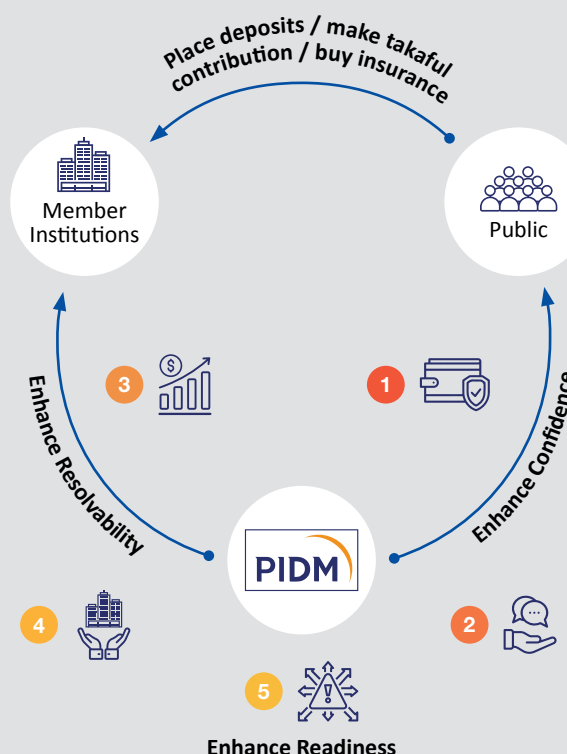 Place deposits / make takaful
contribution / buy insurance
Member
Institutions
Public
3
$
1
Enhance Resolvability
Enhance Confidence
PIDM
4
2
5
!
Enhance Readiness